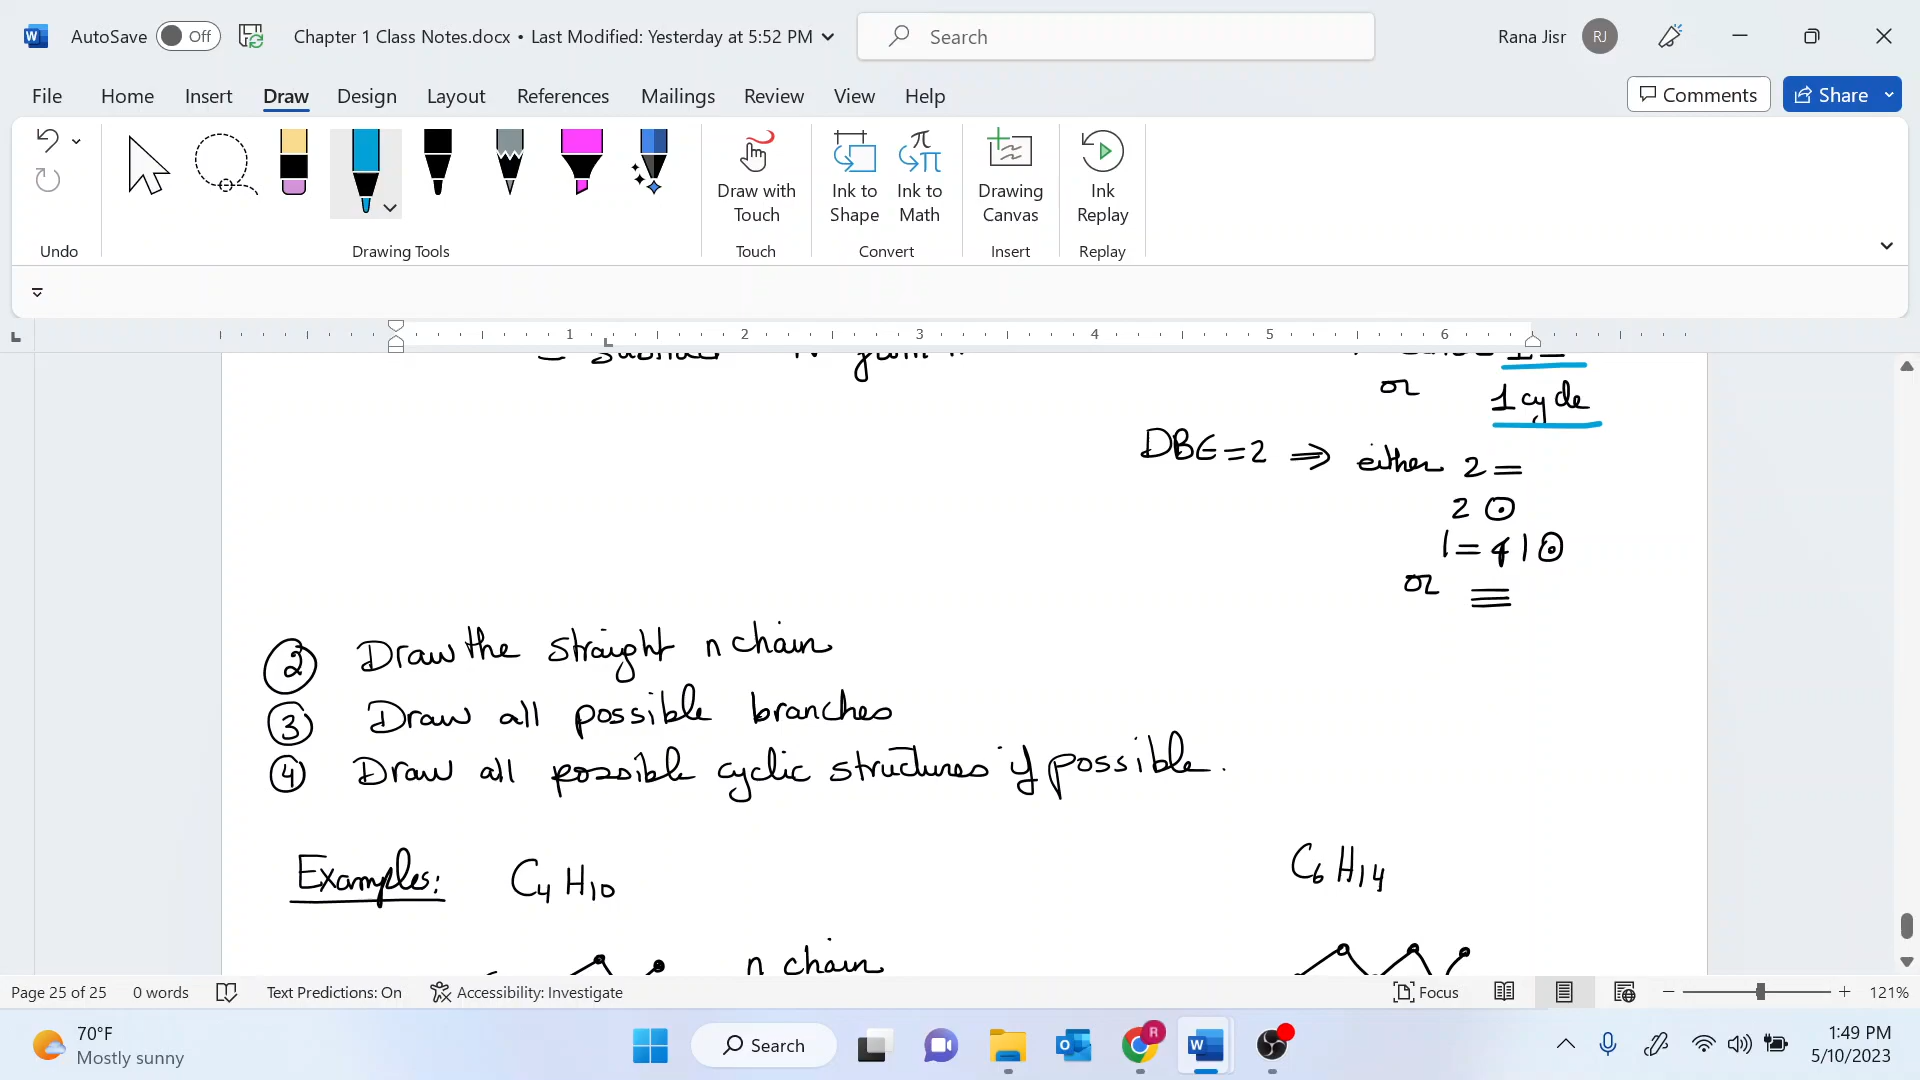 AutoSave Off Chapter 1 Class Notes.docx • Last Modified: Yesterday at 5:52 PM Search Rana Jisr RJ
File Home Insert Draw Design Layout References Mailings Review View Help Comments Share
Draw with Touch
Ink to Shape
Ink to Math
Drawing Canvas
Ink Replay
Undo Drawing Tools Touch Convert Insert Replay
1 2 3 4 5 6
or 1 cycle
DBE = 2 ⇒ either 2 =
2 ⊙
1 = + 1 ⊙
or ≡
② Draw the straight n chain
③ Draw all possible branches
④ Draw all possible cyclic structures if possible.
Examples: C4 H10 C6 H14
n chain
Page 25 of 25 0 words Text Predictions: On Accessibility: Investigate Focus 121%
70°F
Mostly sunny
Search
1:49 PM
5/10/2023